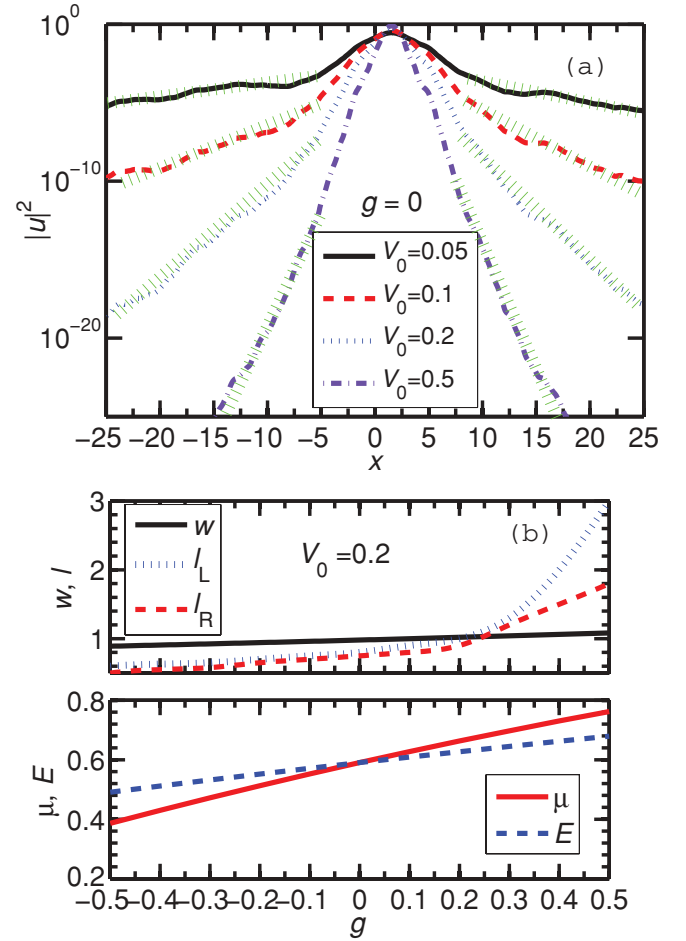 10^0
(a)
10^-10
|u|^2
g = 0
V_0=0.05
V_0=0.1
10^-20
V_0=0.2
V_0=0.5
−25 −20 −15 −10 −5 0 5 10 15 20 25
x
3
w
(b)
l_L
V_0 =0.2
2
w, l
l_R
1
0.8
0.6
μ, E
μ
0.4
E
0.2
−0.5 −0.4 −0.3 −0.2 −0.1 0 0.1 0.2 0.3 0.4 0.5
g